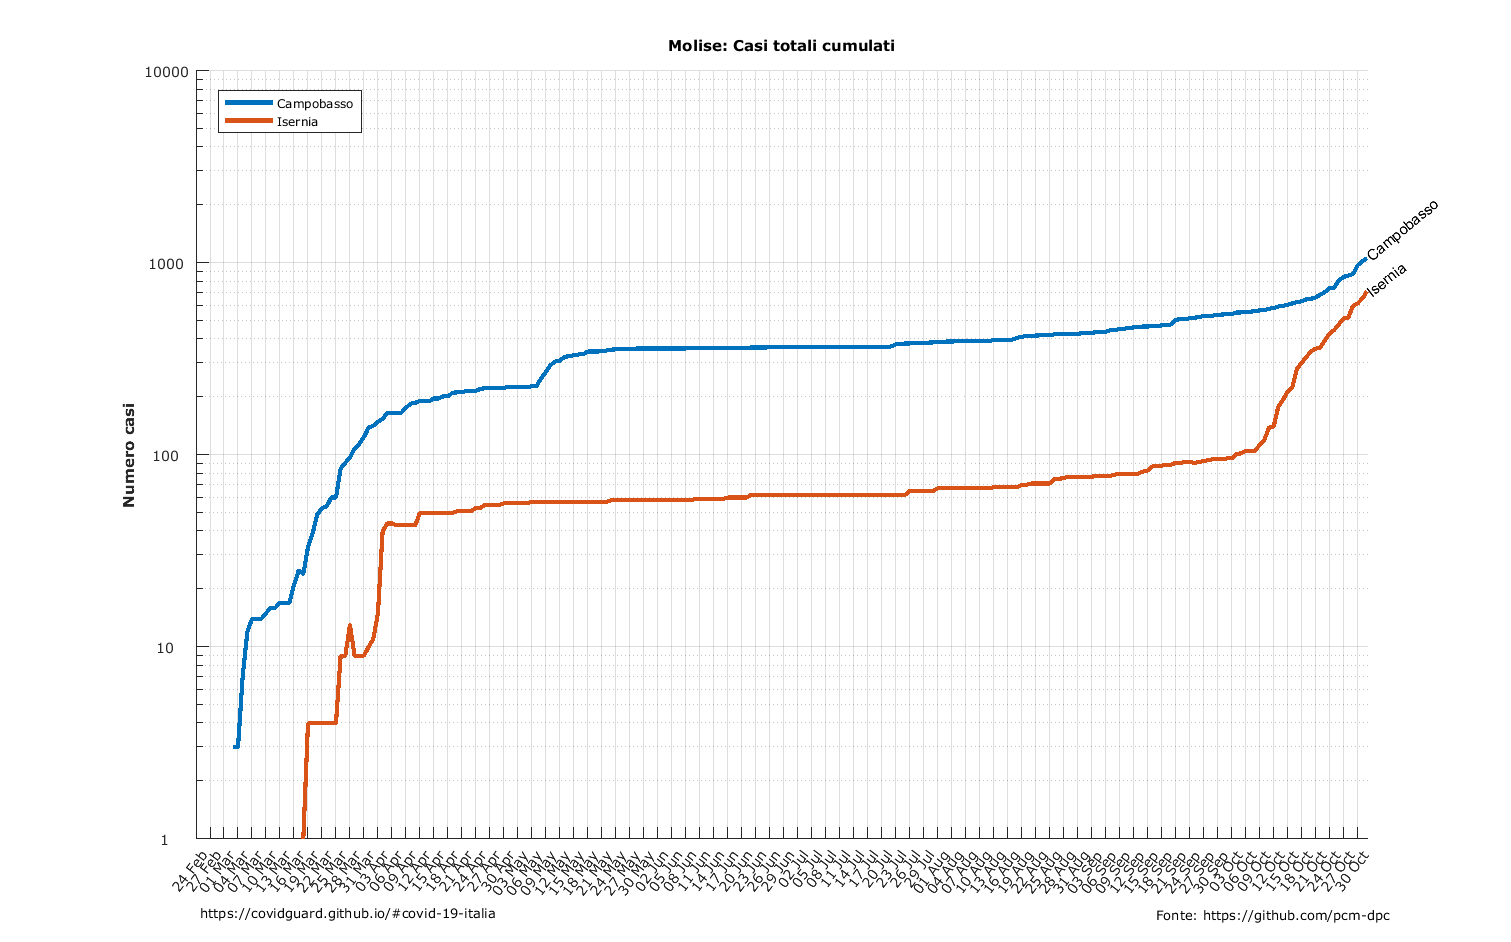 Molise: Casi totali cumulati
10000
1000
100
10
1
Numero casi
Campobasso
Isernia
Campobasso
Isernia
24 Feb
27 Feb
01 Mar
04 Mar
07 Mar
10 Mar
13 Mar
16 Mar
19 Mar
22 Mar
25 Mar
28 Mar
31 Mar
03 Apr
06 Apr
09 Apr
12 Apr
15 Apr
18 Apr
21 Apr
24 Apr
27 Apr
30 Apr
03 May
06 May
09 May
12 May
15 May
18 May
21 May
24 May
27 May
30 May
02 Jun
05 Jun
08 Jun
11 Jun
14 Jun
17 Jun
20 Jun
23 Jun
26 Jun
29 Jun
02 Jul
05 Jul
08 Jul
11 Jul
14 Jul
17 Jul
20 Jul
23 Jul
26 Jul
29 Jul
01 Aug
04 Aug
07 Aug
10 Aug
13 Aug
16 Aug
19 Aug
22 Aug
25 Aug
28 Aug
31 Aug
03 Sep
06 Sep
09 Sep
12 Sep
15 Sep
18 Sep
21 Sep
24 Sep
27 Sep
30 Sep
03 Oct
06 Oct
09 Oct
12 Oct
15 Oct
18 Oct
21 Oct
24 Oct
27 Oct
30 Oct
https://covidguard.github.io/#covid-19-italia
Fonte: https://github.com/pcm-dpc